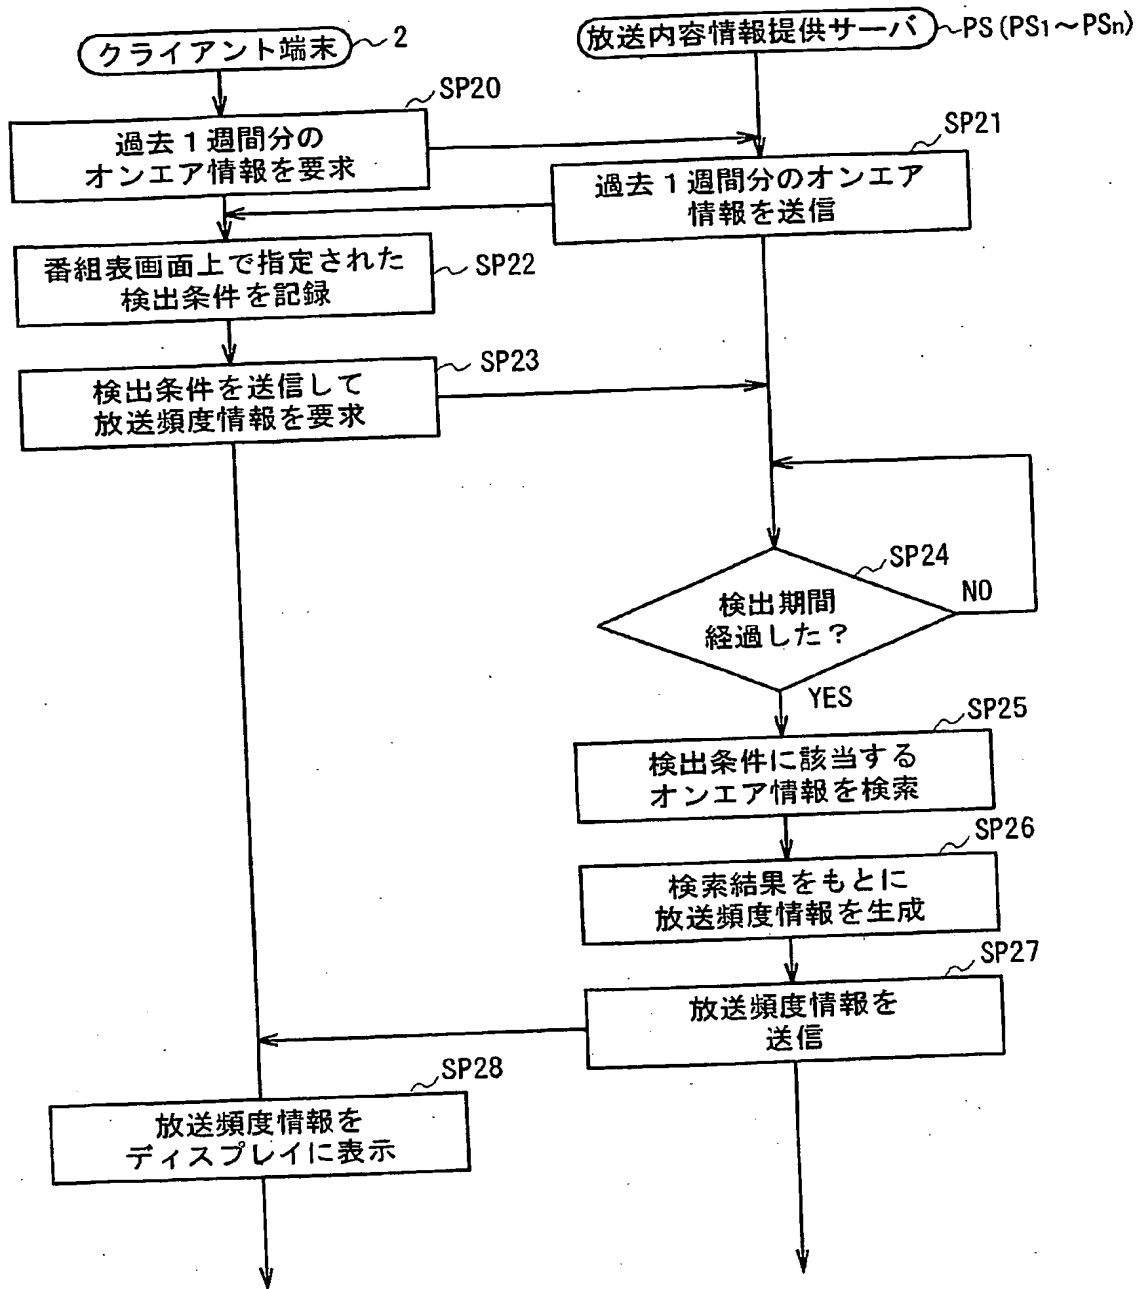 クライアント端末
2
放送内容情報提供サーバ
PS(PS1～PSn)
SP20
過去1週間分の
オンエア情報を要求
SP21
過去1週間分のオンエア
情報を送信
番組表画面上で指定された
検出条件を記録
SP22
検出条件を送信して
放送頻度情報を要求
SP23
SP24
検出期間
経過した?
NO
YES
SP25
検出条件に該当する
オンエア情報を検索
SP26
検索結果をもとに
放送頻度情報を生成
SP27
放送頻度情報を
送信
SP28
放送頻度情報を
ディスプレイに表示